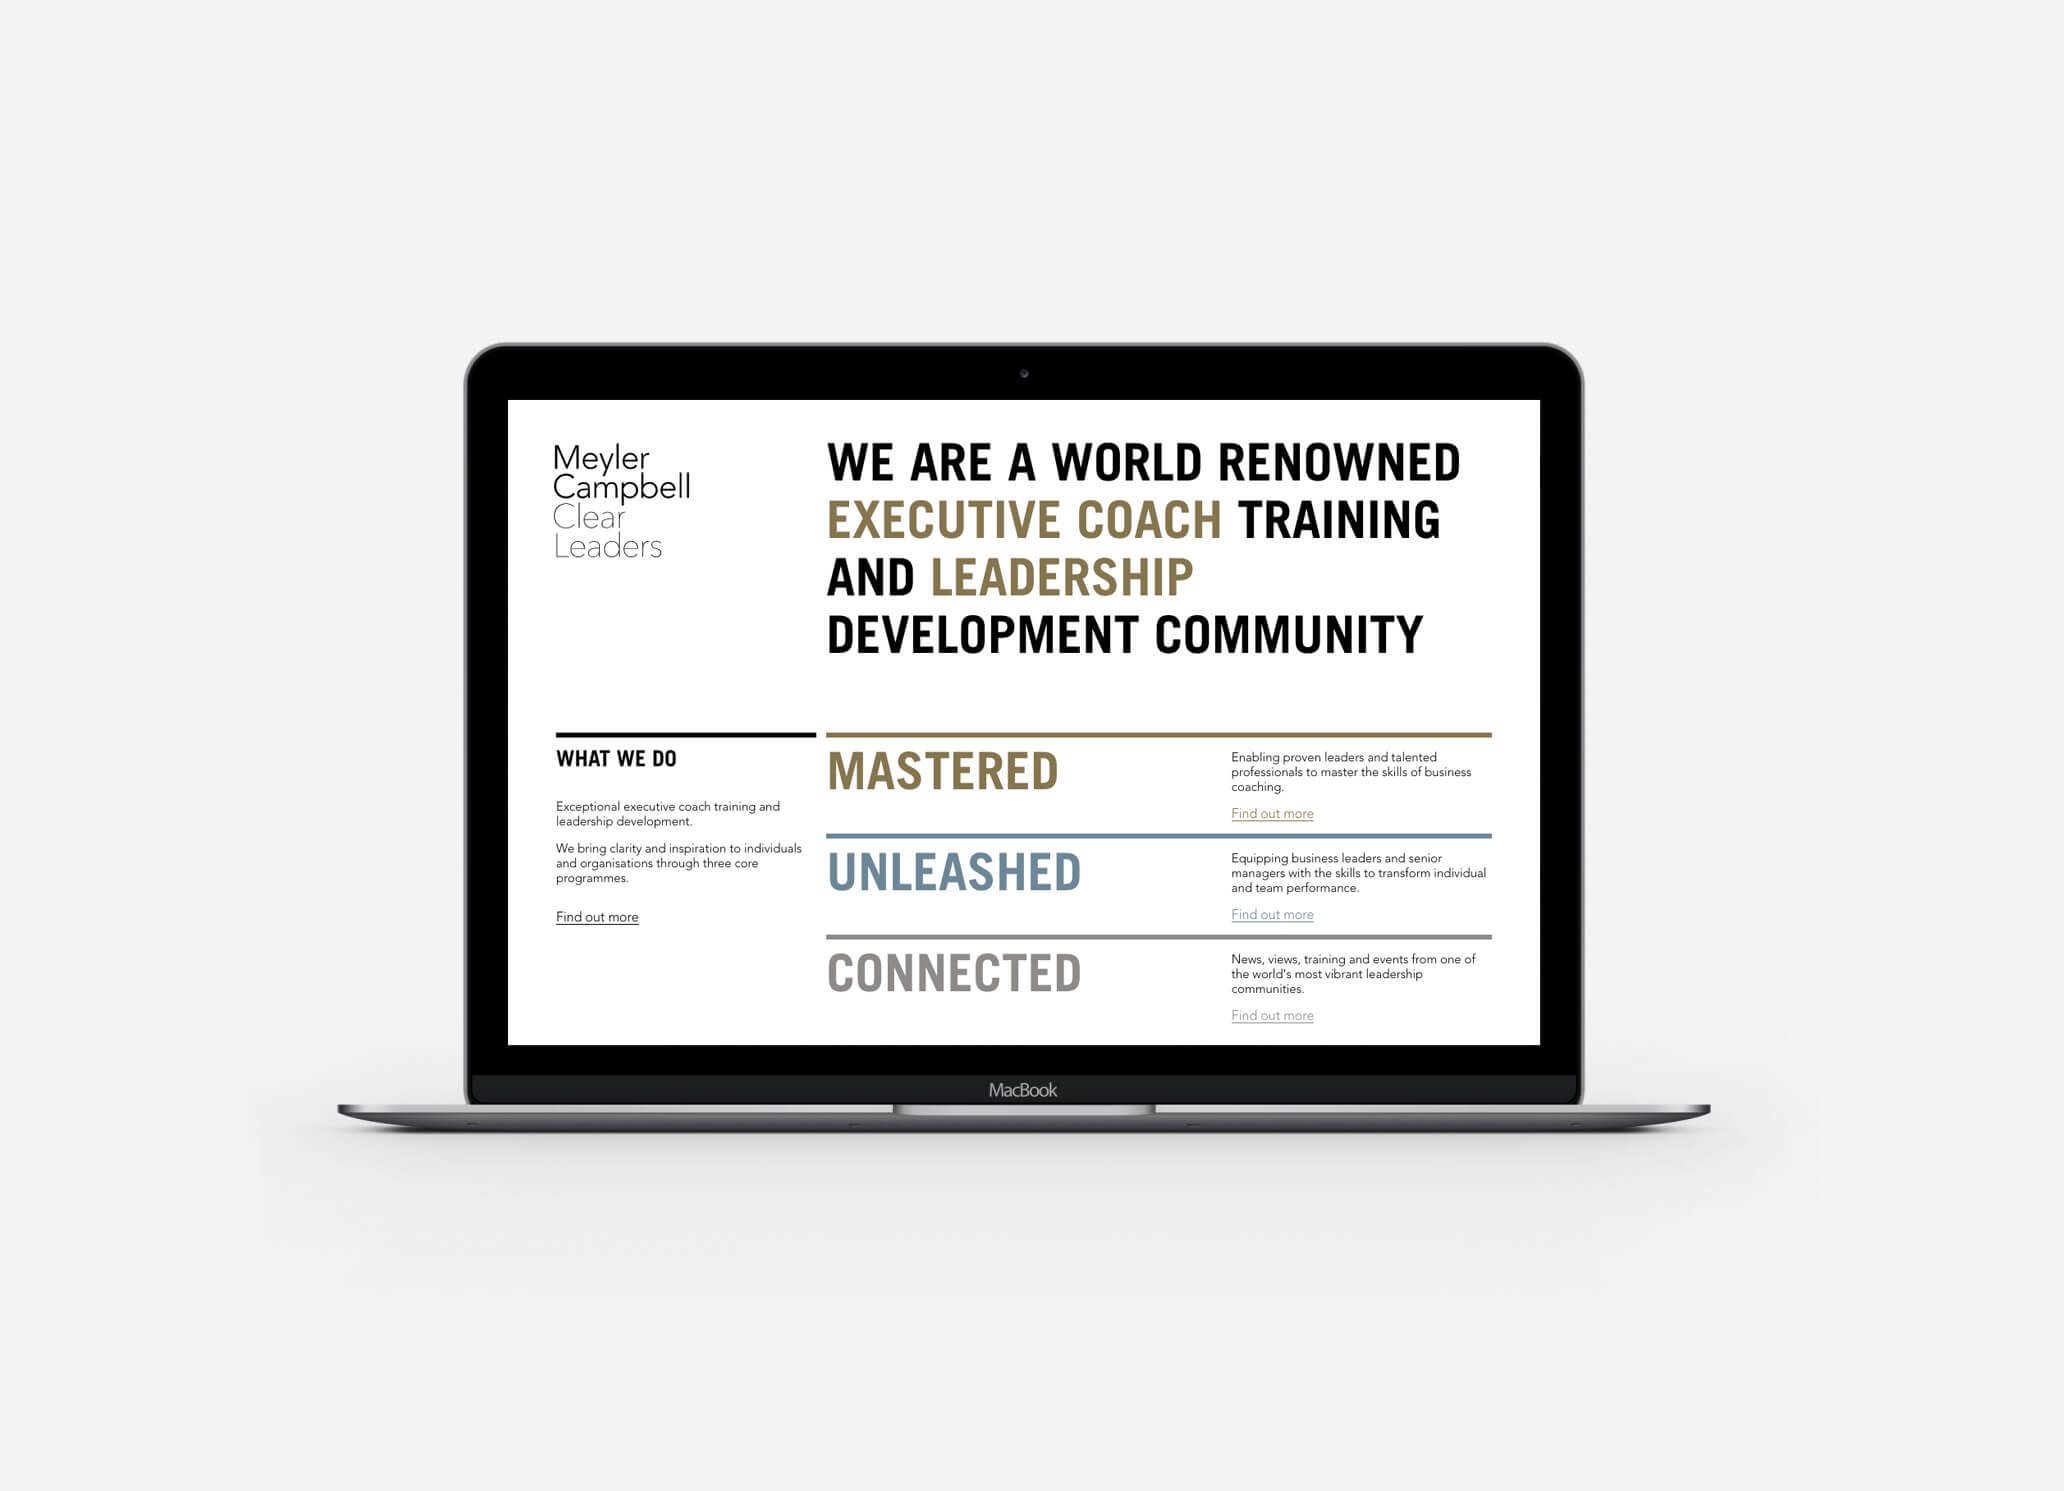 Meyler
Campbell
Clear
Leaders
WE ARE A WORLD RENOWNED
EXECUTIVE COACH TRAINING
AND LEADERSHIP
DEVELOPMENT COMMUNITY
WHAT WE DO
Exceptional executive coach training and
leadership development.
We bring clarity and inspiration to individuals
and organisations through three core
programmes.
Find out more
MASTERED
Enabling proven leaders and talented
professionals to master the skills of business
coaching.
Find out more
UNLEASHED
Equipping business leaders and senior
managers with the skills to transform individual
and team performance.
Find out more
CONNECTED
News, views, training and events from one of
the world's most vibrant leadership
communities.
Find out more
MacBook